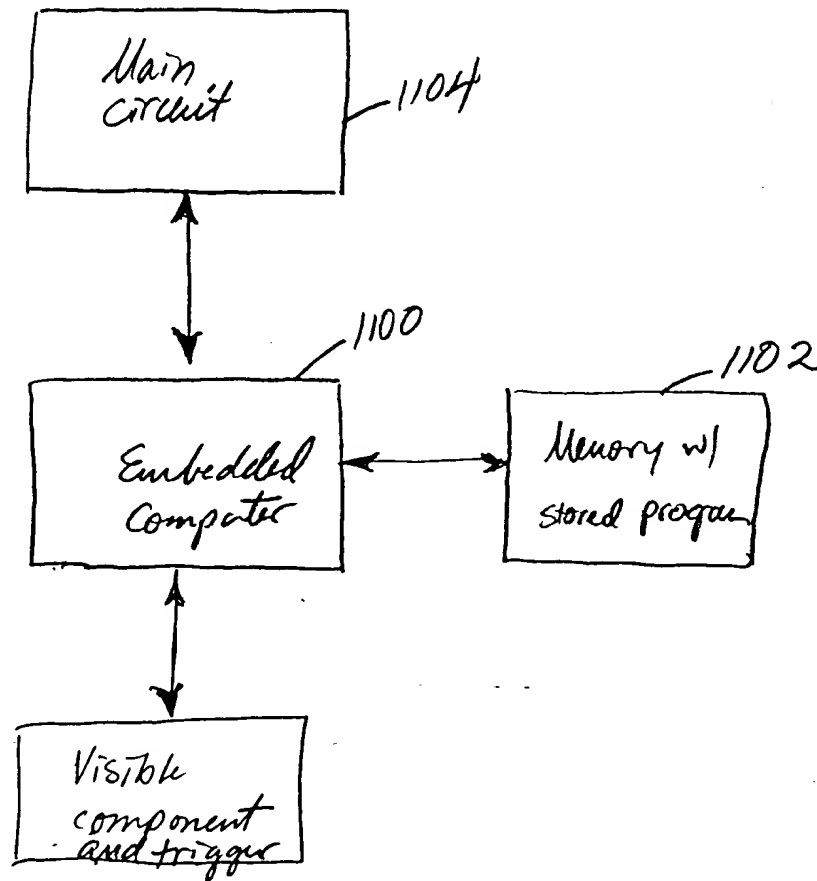 Main
circuit
1104
1100
1102
Embedded
Computer
Memory w/
stored program
Visible
component
and trigger